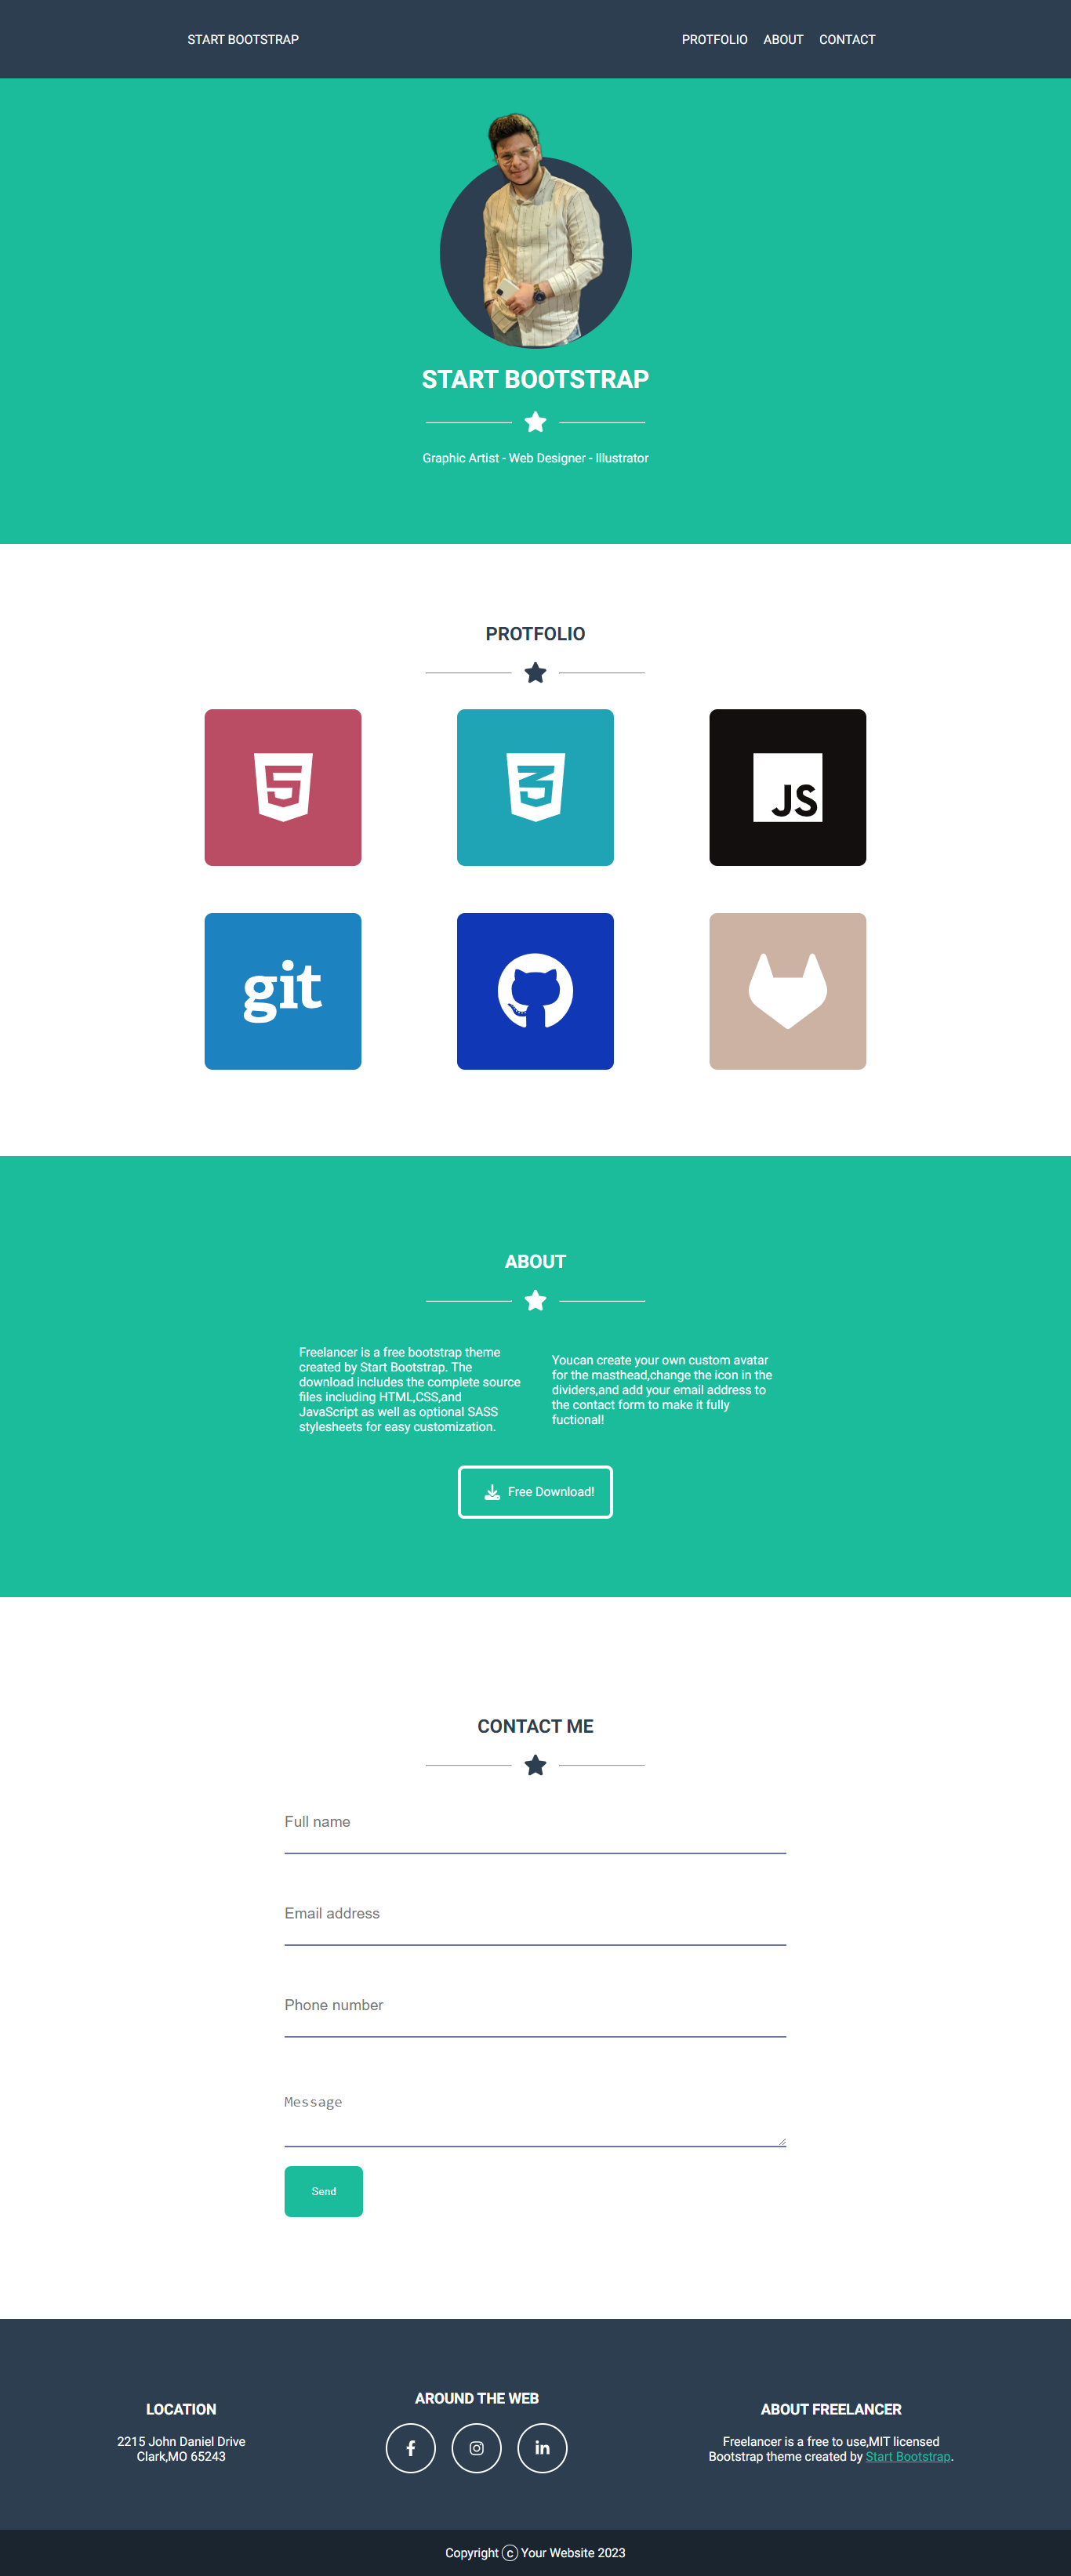 START BOOTSTRAP
PROTFOLIO ABOUT CONTACT
START BOOTSTRAP
Graphic Artist - Web Designer - Illustrator
PROTFOLIO
5
3
JS
git
ABOUT
Freelancer is a free bootstrap theme
created by Start Bootstrap. The
download includes the complete source
files including HTML,CSS,and
JavaScript as well as optional SASS
stylesheets for easy customization.
Youcan create your own custom avatar
for the masthead,change the icon in the
dividers,and add your email address to
the contact form to make it fully
fuctional!
Free Download!
CONTACT ME
Full name
Email address
Phone number
Message
Send
LOCATION
2215 John Daniel Drive
Clark,MO 65243
AROUND THE WEB
f
in
ABOUT FREELANCER
Freelancer is a free to use,MIT licensed
Bootstrap theme created by Start Bootstrap.
Copyright ⓒ Your Website 2023